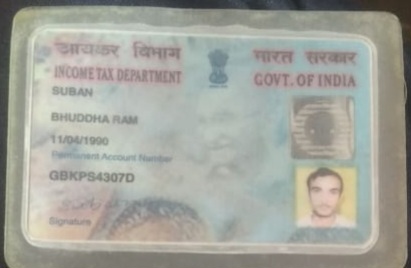 आयकर विभाग
भारत सरकार
INCOME TAX DEPARTMENT
GOVT. OF INDIA
SUBAN
BHUDDHA RAM
11/04/1990
Permanent Account Number
GBKPS4307D
Signature